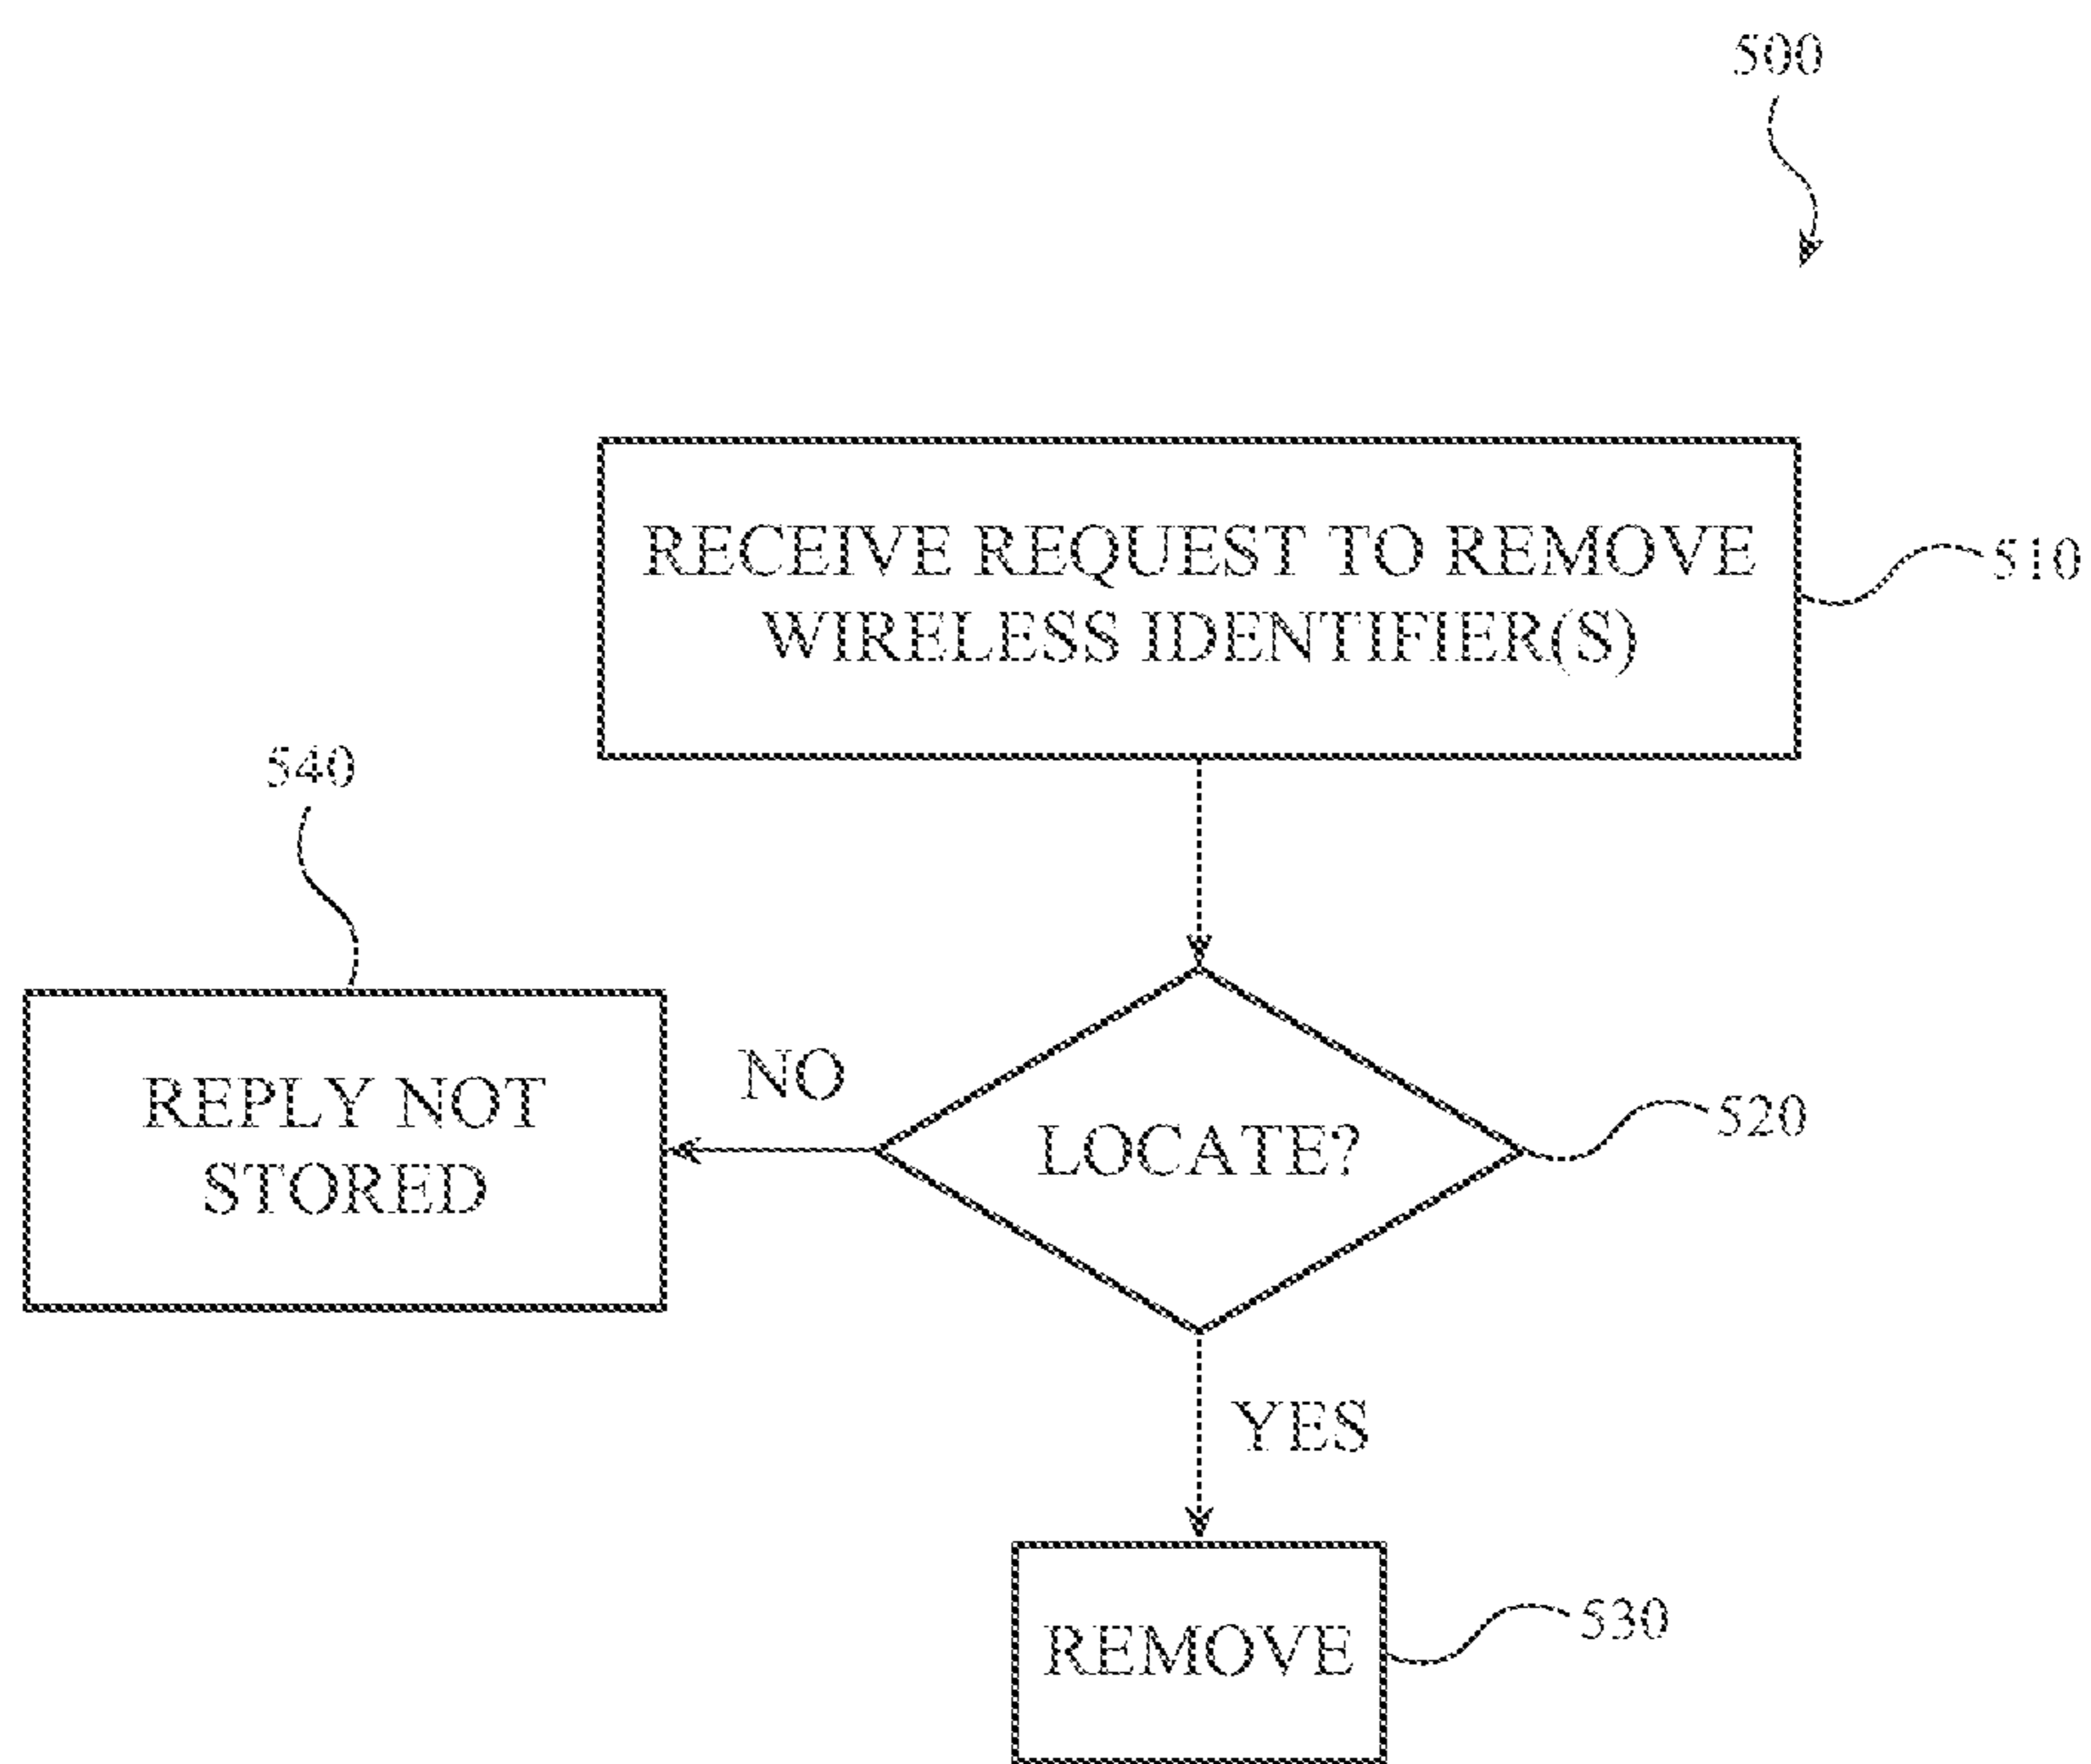 500
RECEIVE REQUEST TO REMOVE
WIRELESS IDENTIFIER(S)
510
540
REPLY NOT
STORED
NO
LOCATE?
520
YES
REMOVE
530